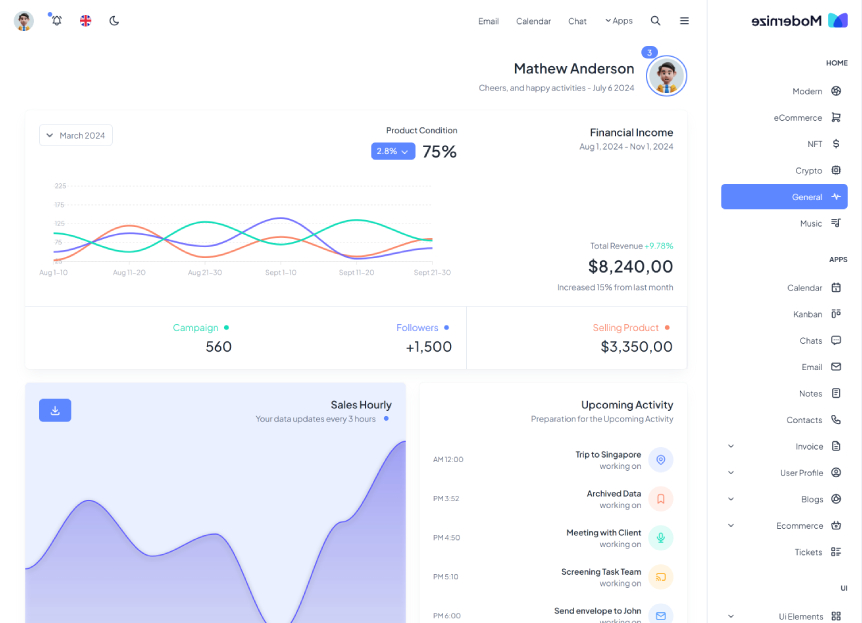 Modernize
HOME
Modern
eCommerce
NFT
Crypto
General
Music
APPS
Calendar
Kanban
Chats
Email
Notes
Contacts
Invoice
User Profile
Blogs
Ecommerce
Tickets
UI
Ui Elements
Email
Calendar
Chat
Apps
3
Mathew Anderson
Cheers, and happy activities - July 6 2024
Financial Income
Aug 1, 2024 - Nov 1, 2024
Product Condition
2.8%
75%
March 2024
225
175
125
75
25
Aug 1-10
Aug 11-20
Aug 21-30
Sept 1-10
Sept 11-20
Sept 21-30
Total Revenue +9.78%
$8,240,00
Increased 15% from last month
Selling Product
$3,350,00
Followers
+1,500
Campaign
560
Upcoming Activity
Preparation for the Upcoming Activity
Trip to Singapore
working on
AM 12:00
Archived Data
working on
PM 3:52
Meeting with Client
working on
PM 4:50
Screening Task Team
working on
PM 5:10
Send envelope to John
working on
PM 6:00
Sales Hourly
Your data updates every 3 hours